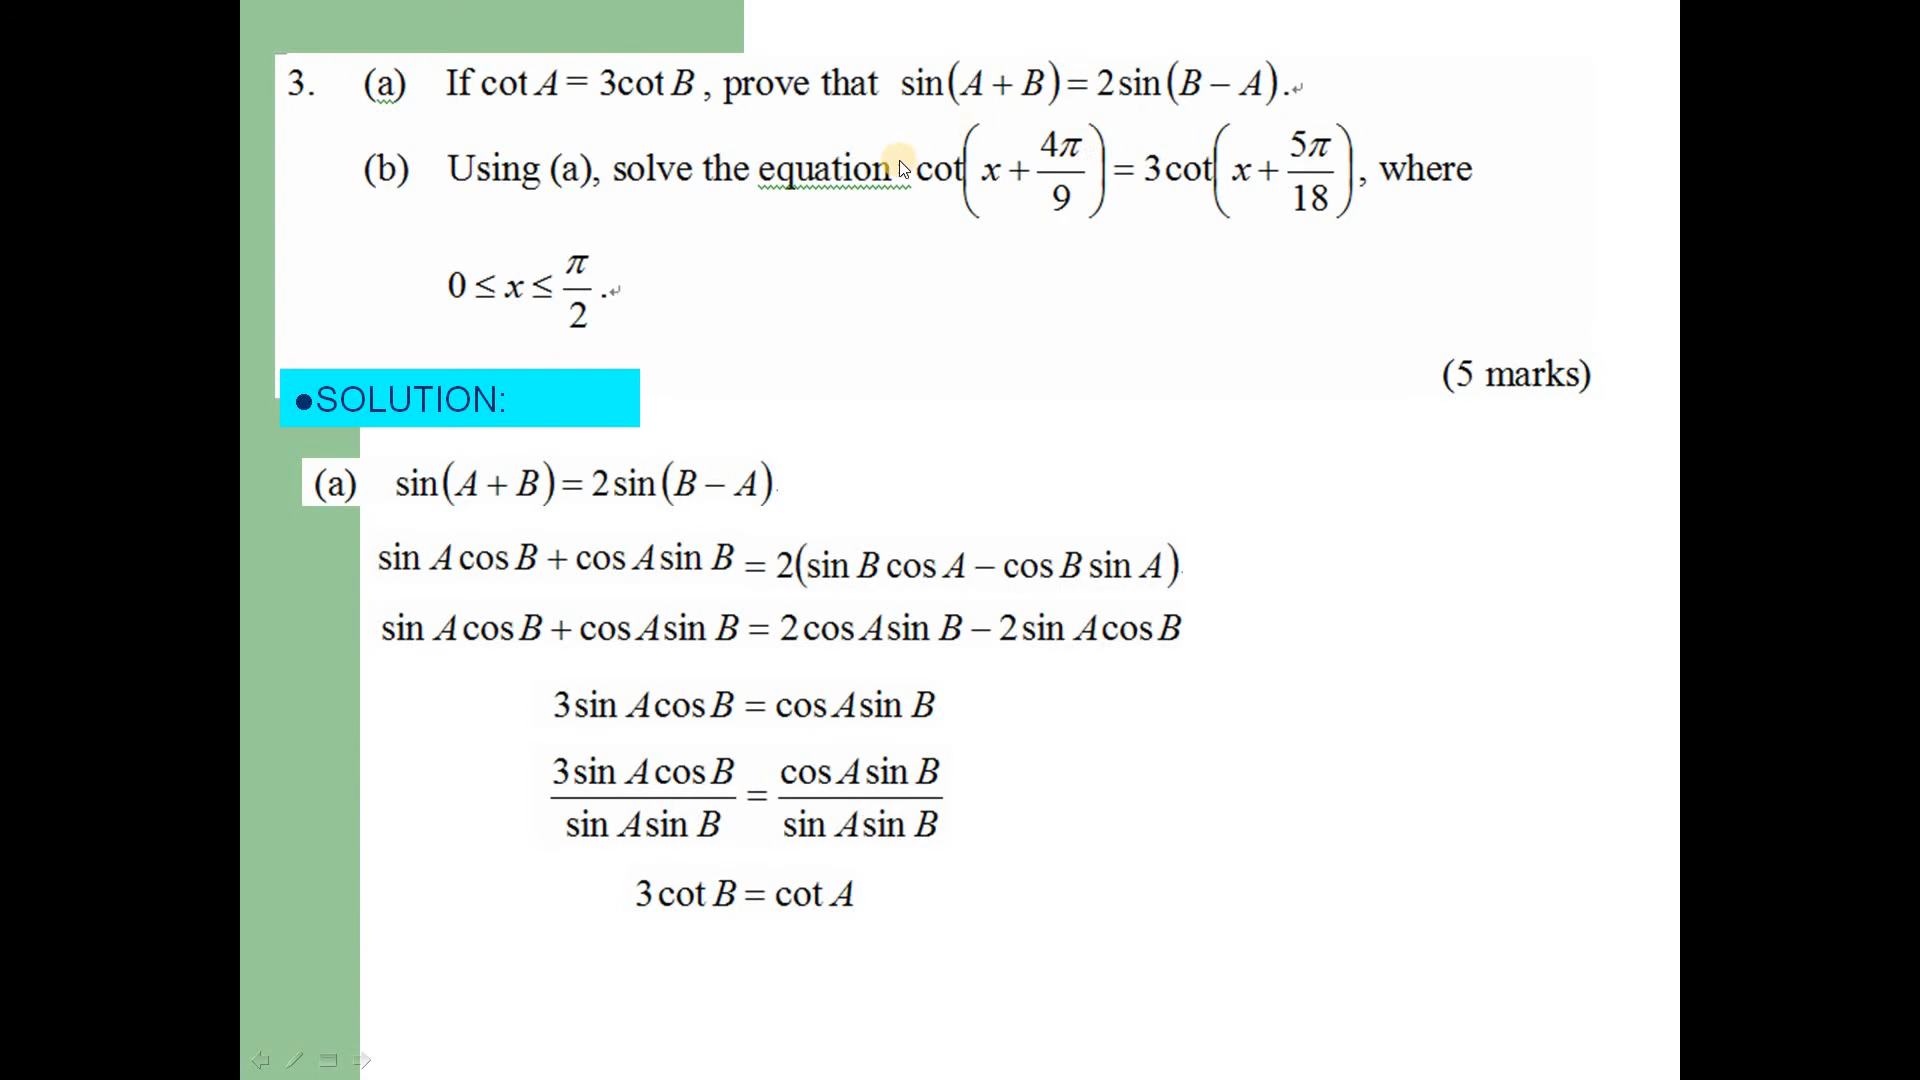 3. (a) If cot A = 3cot B , prove that sin(A + B) = 2sin(B − A).↵
(b) Using (a), solve the equation cot(x + 4π/9) = 3cot(x + 5π/18), where
0 ≤ x ≤ π/2 .↵
(5 marks)
●SOLUTION:
(a) sin(A + B) = 2sin(B − A)
sin A cos B + cos A sin B = 2(sin B cos A − cos B sin A)
sin A cos B + cos A sin B = 2cos A sin B − 2sin A cos B
3sin A cos B = cos A sin B
3sin A cos B / sin A sin B = cos A sin B / sin A sin B
3cot B = cot A